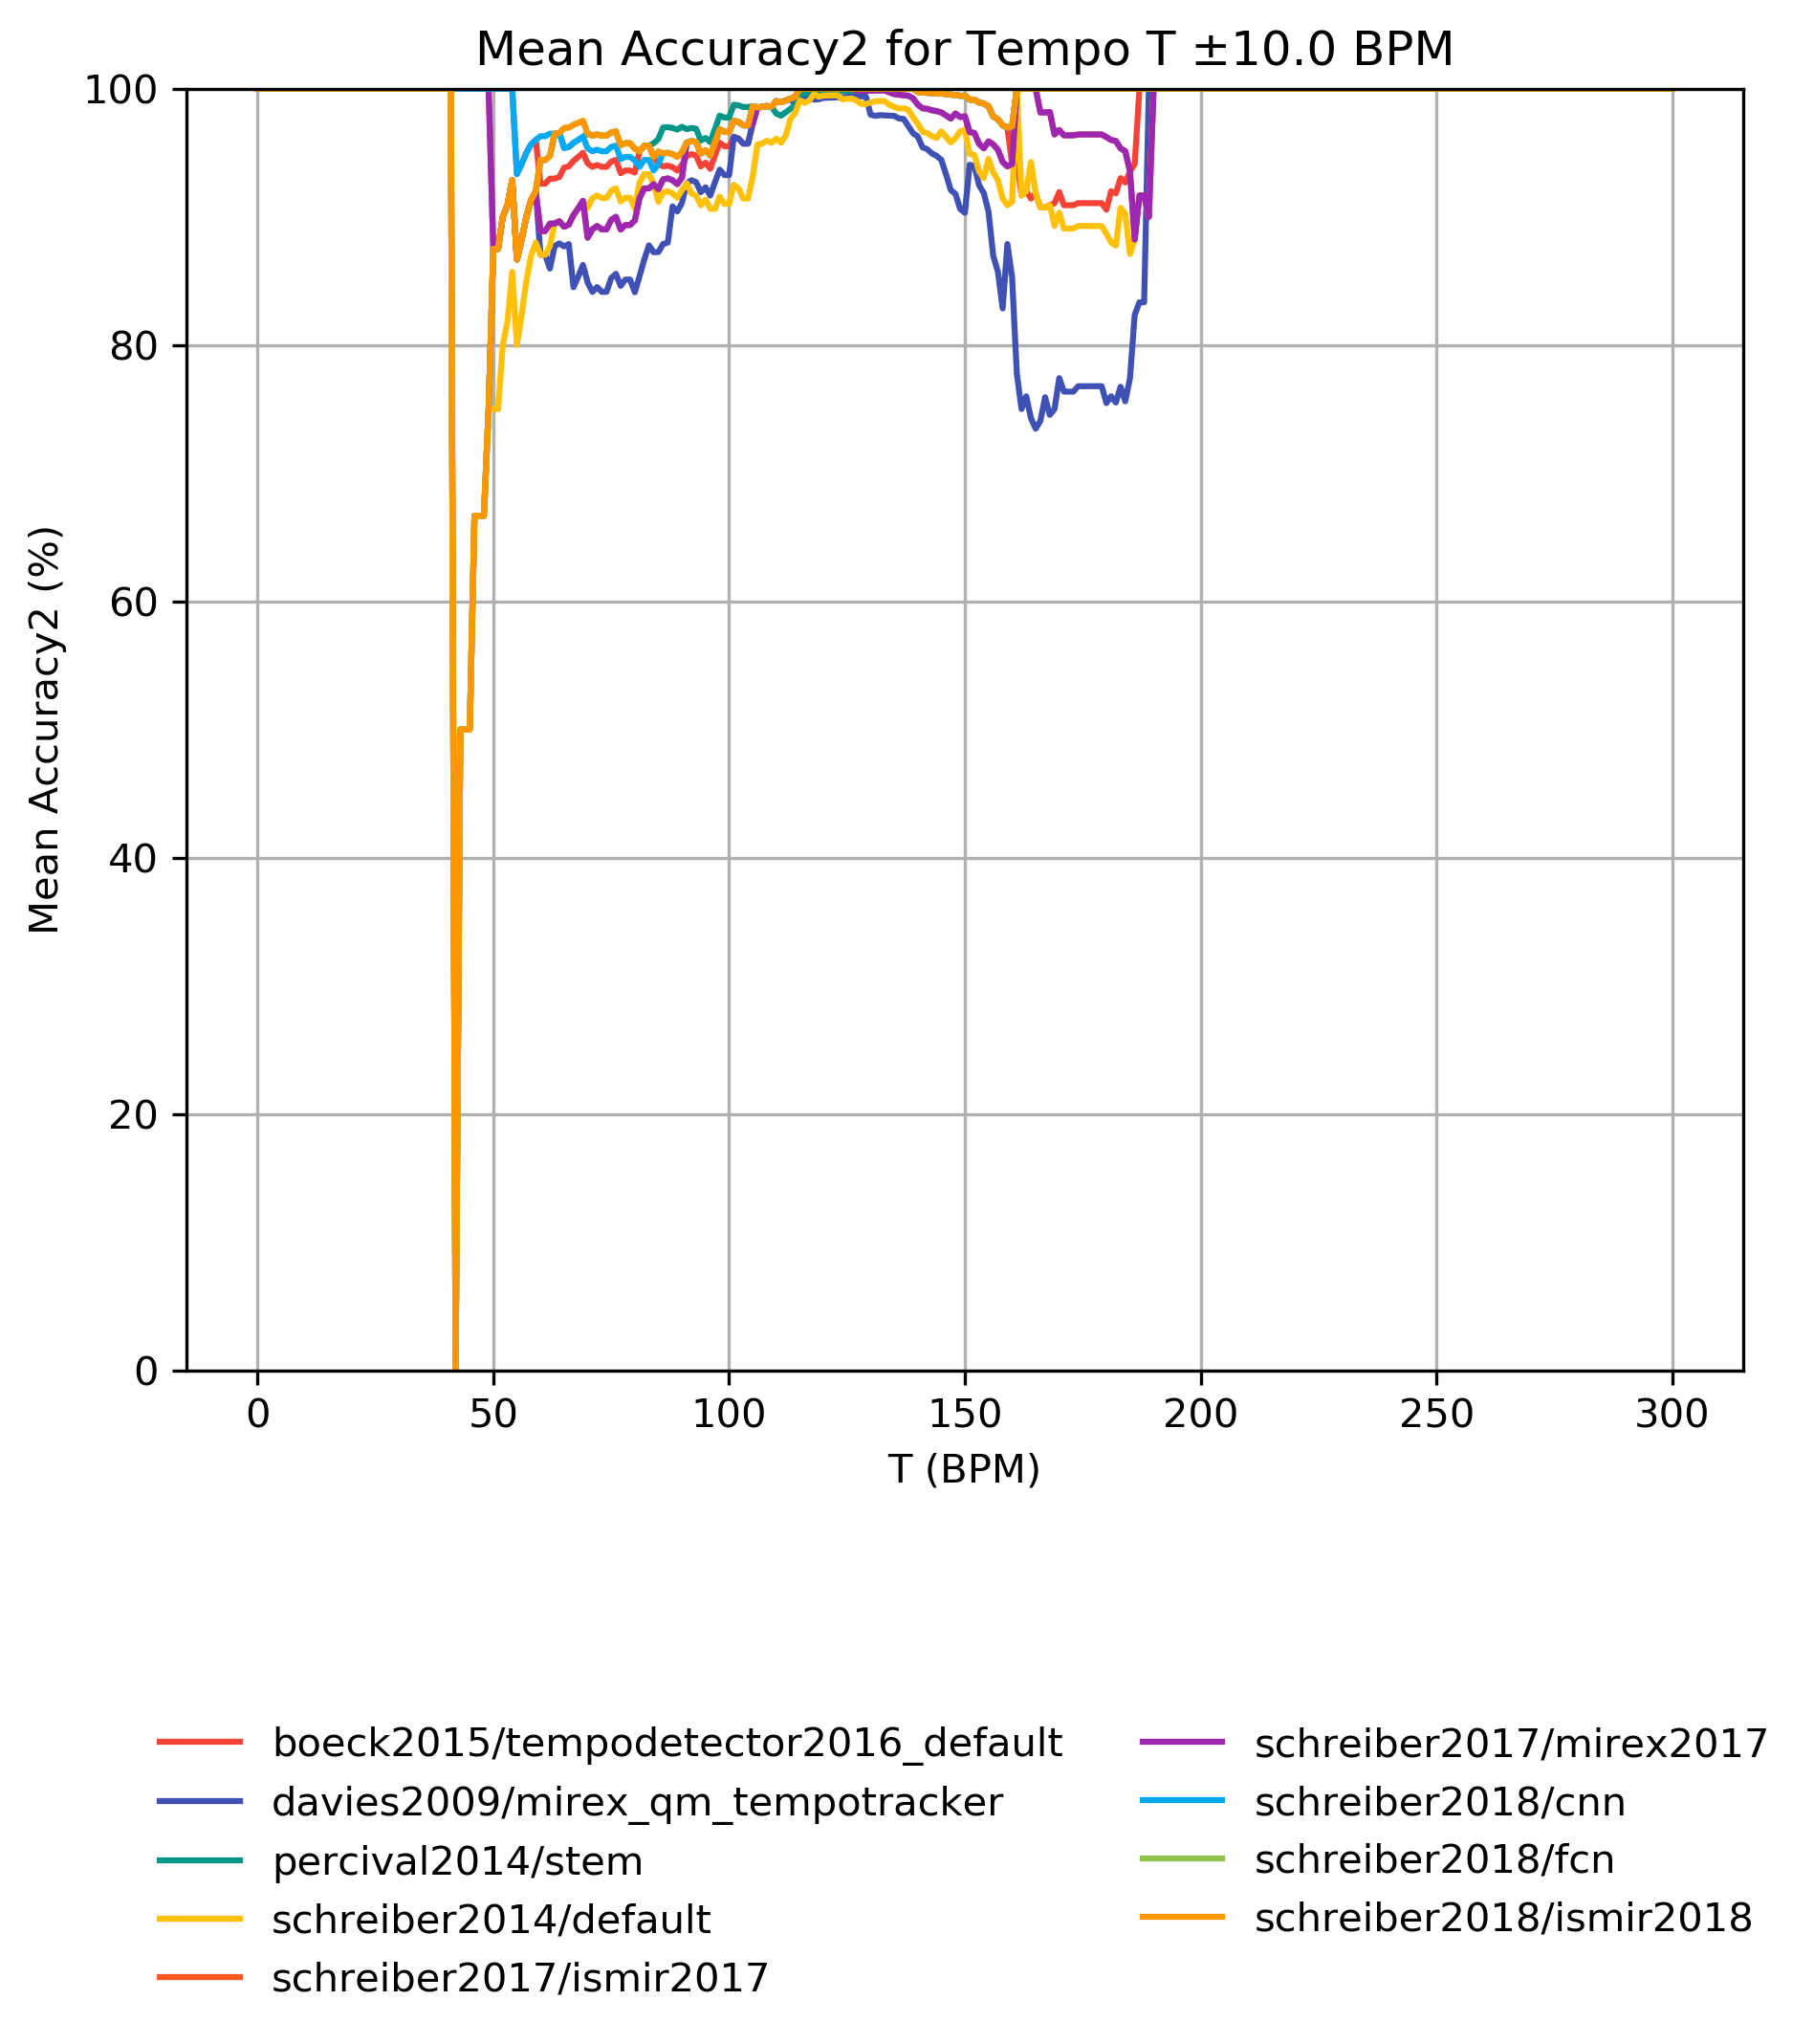 Mean Accuracy2 for Tempo T ±10.0 BPM
Mean Accuracy2 (%)
100
80
60
40
20
0
0 50 100 150 200 250 300
T (BPM)
boeck2015/tempodetector2016_default
davies2009/mirex_qm_tempotracker
percival2014/stem
schreiber2014/default
schreiber2017/ismir2017
schreiber2017/mirex2017
schreiber2018/cnn
schreiber2018/fcn
schreiber2018/ismir2018